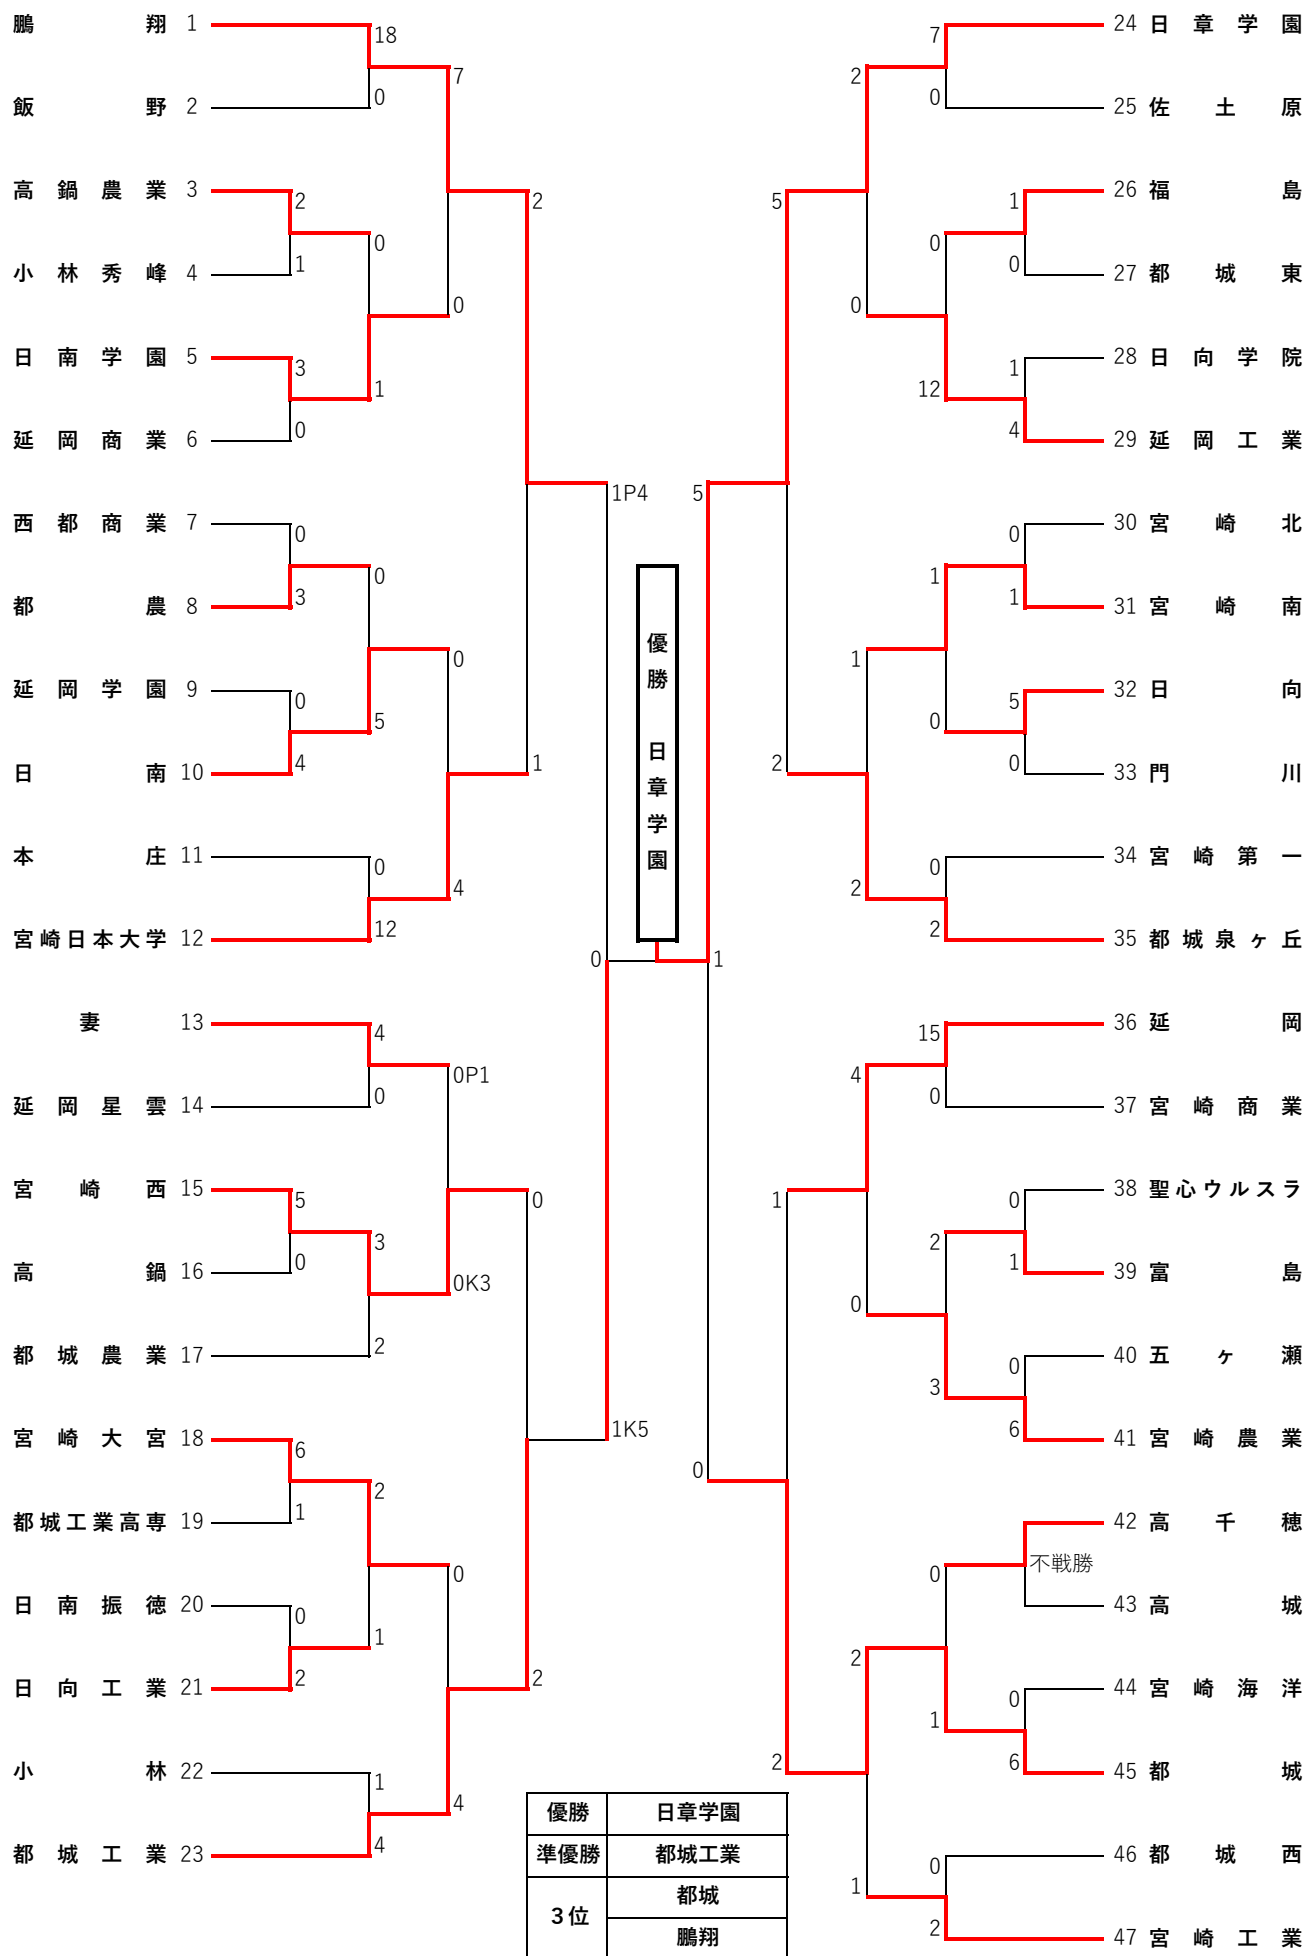 鵬翔 1
18
7
飯野 2
0
高鍋農業 3
2
2
小林秀峰 4
1
0
0
日南学園 5
3
1
延岡商業 6
0
1P4
西都商業 7
0
0
都農 8
3
0
延岡学園 9
0
5
日南 10
4
1
本庄 11
0
4
宮崎日本大学 12
12
0
妻 13
4
0P1
延岡星雲 14
0
宮崎西 15
5
0
3
高鍋 16
0
0K3
都城農業 17
2
1K5
宮崎大宮 18
6
2
都城工業高専 19
1
0
日南振徳 20
0
1
日向工業 21
2
2
小林 22
1
4
都城工業 23
4
優勝 日章学園
24 日章学園
7
2
25 佐土原
0
26 福島
1
5
27 都城東
0
0
0
28 日向学院
1
12
29 延岡工業
4
5
30 宮崎北
0
1
31 宮崎南
1
1
32 日向
5
0
33 門川
0
2
34 宮崎第一
0
2
35 都城泉ヶ丘
2
1
36 延岡
15
4
37 宮崎商業
0
38 聖心ウルスラ
0
1
2
39 富島
1
0
40 五ヶ瀬
0
3
41 宮崎農業
6
0
42 高千穂
不戦勝
0
43 高城
2
44 宮崎海洋
0
1
45 都城
6
2
46 都城西
0
1
47 宮崎工業
2
優勝 日章学園
準優勝 都城工業
3位 都城
鵬翔